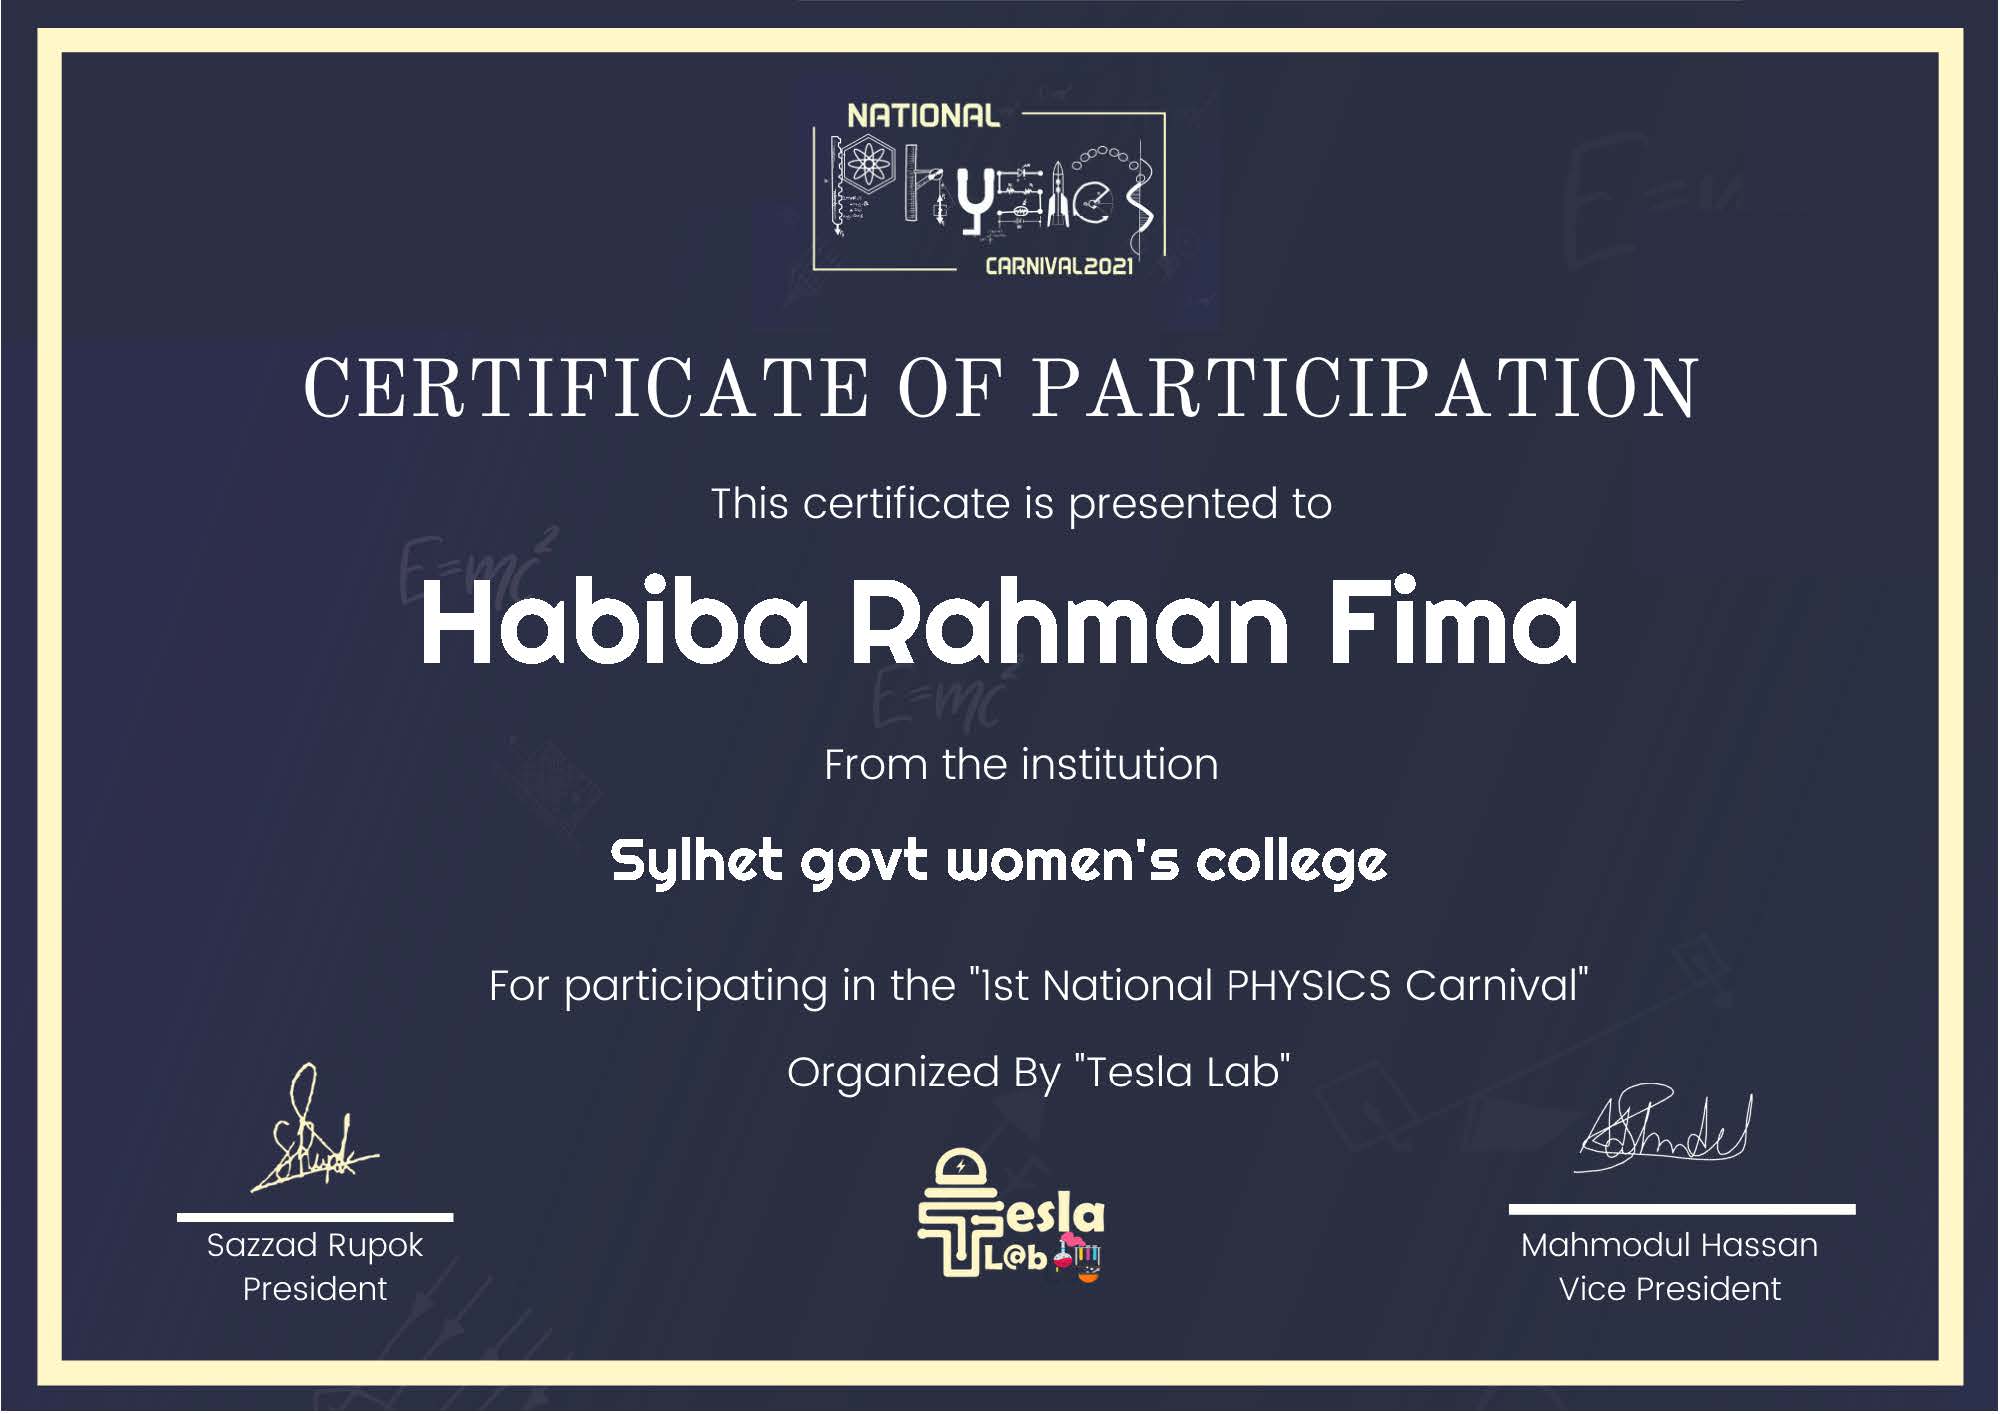 NATIONAL
Physics
CARNIVAL2021
CERTIFICATE OF PARTICIPATION
This certificate is presented to
E=mc²
Habiba Rahman Fima
E=mc²
From the institution
Sylhet govt women's college
For participating in the "1st National PHYSICS Carnival"
Organized By "Tesla Lab"
Tesla
L@b
Sazzad Rupok
President
Mahmodul Hassan
Vice President